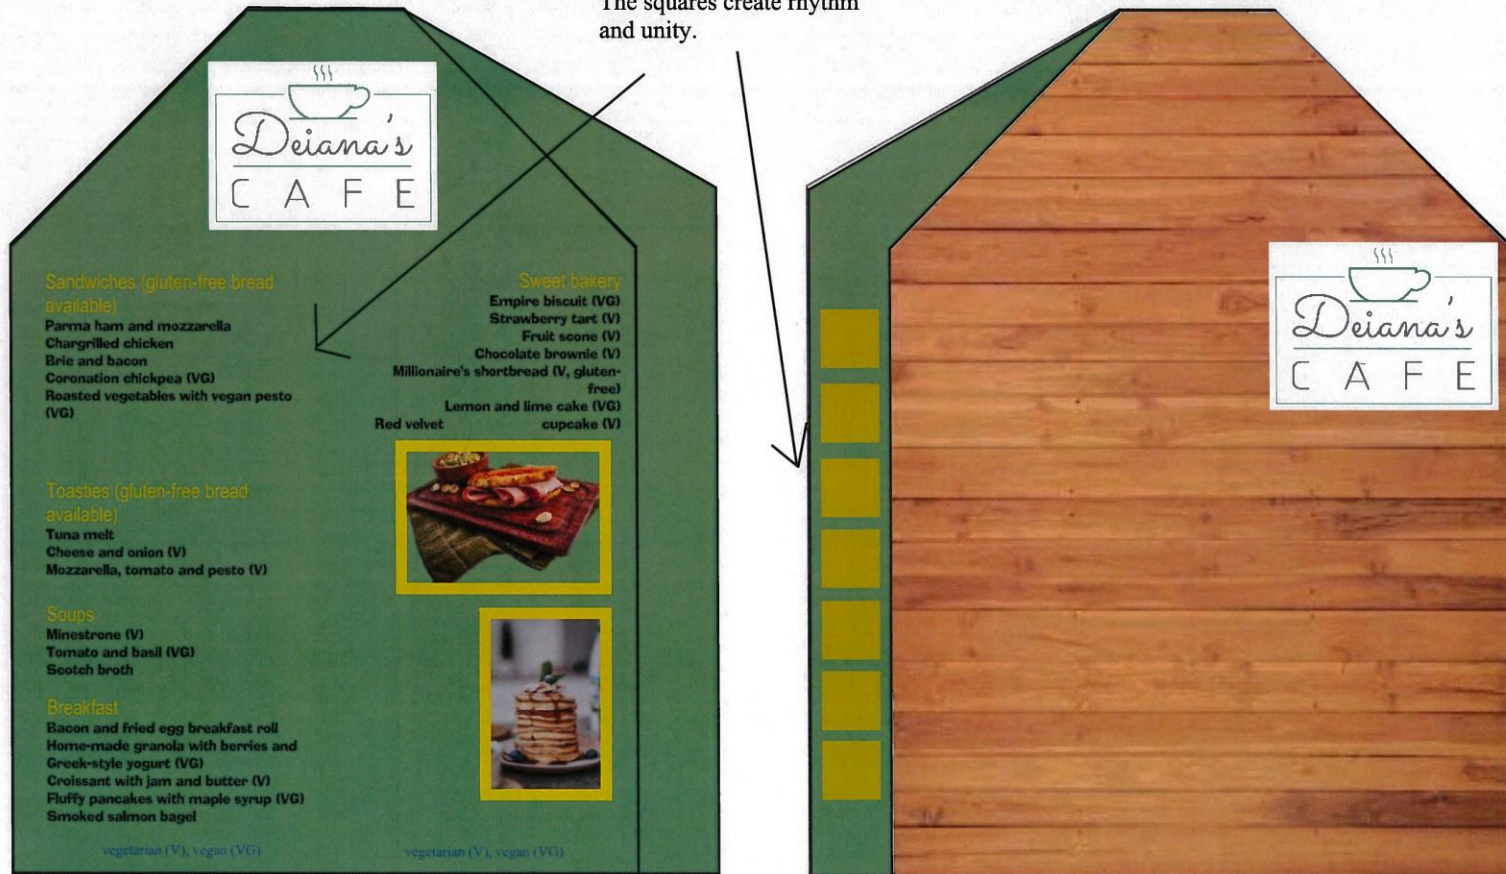 The squares create rhythm
and unity.
Deiana's
CAFE
Sandwiches (gluten-free bread
available)
Parma ham and mozzarella
Chargrilled chicken
Brie and bacon
Coronation chickpea (VG)
Roasted vegetables with vegan pesto
(VG)
Toasties (gluten-free bread
available)
Tuna melt
Cheese and onion (V)
Mozzarella, tomato and pesto (V)
Soups
Minestrone (V)
Tomato and basil (VG)
Scotch broth
Breakfast
Bacon and fried egg breakfast roll
Home-made granola with berries and
Greek-style yogurt (VG)
Croissant with jam and butter (V)
Fluffy pancakes with maple syrup (VG)
Smoked salmon bagel
vegetarian (V), vegan (VG)
Sweet bakery
Empire biscuit (VG)
Strawberry tart (V)
Fruit scone (V)
Chocolate brownie (V)
Millionaire's shortbread (V, gluten-
free)
Lemon and lime cake (VG)
Red velvet cupcake (V)
vegetarian (V), vegan (VG)
Deiana's
CAFE